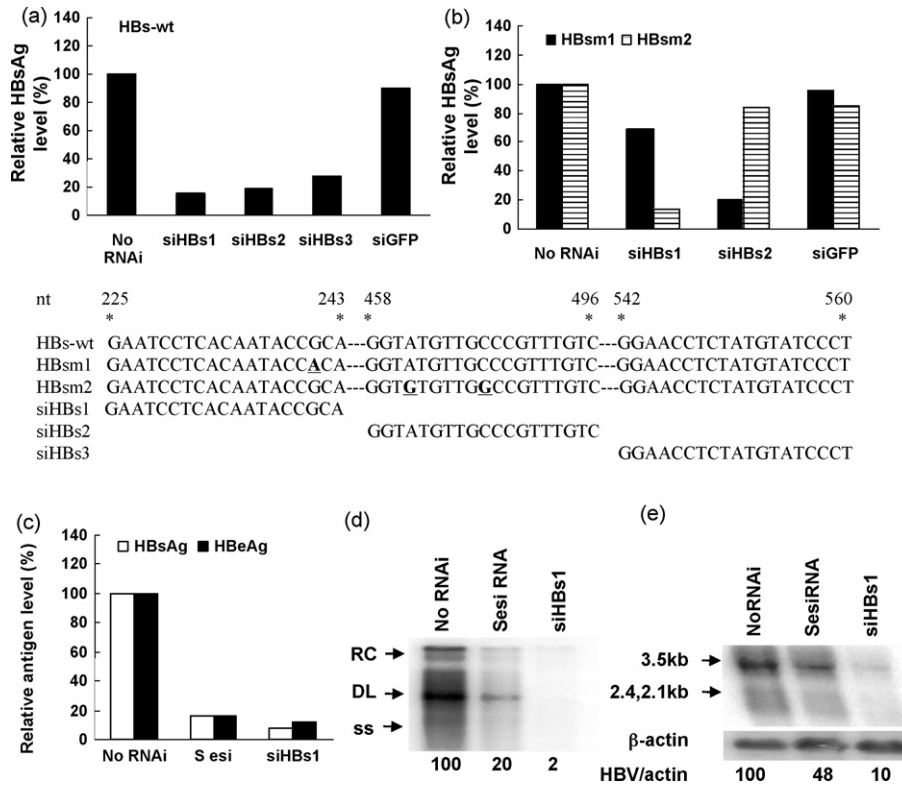 (a)
HBs-wt
Relative HBsAg level (%)
140
120
100
80
60
40
20
0
No RNAi siHBs1 siHBs2 siHBs3 siGFP
(b)
HBsm1 HBsm2
Relative HBsAg level (%)
140
120
100
80
60
40
20
0
No RNAi siHBs1 siHBs2 siGFP
nt 225 243 458 496 542 560
* * * * * *
HBs-wt GAATCCTCACAATACCGCA---GGTATGTTGCCCGTTTGTC---GGAACCTCTATGTATCCCT
HBsm1 GAATCCTCACAATACCACA---GGTATGTTGCCCGTTTGTC---GGAACCTCTATGTATCCCT
HBsm2 GAATCCTCACAATACCGCA---GGTGTGTTGGCCGTTTGTC---GGAACCTCTATGTATCCCT
siHBs1 GAATCCTCACAATACCGCA
siHBs2 GGTATGTTGCCCGTTTGTC
siHBs3 GGAACCTCTATGTATCCCT
(c)
HBsAg HBeAg
Relative antigen level (%)
140
120
100
80
60
40
20
0
No RNAi S esi siHBs1
(d)
No RNAi Sesi RNA siHBs1
RC
DL
ss
100 20 2
(e)
NoRNAi SesiRNA siHBs1
3.5kb
2.4,2.1kb
β-actin
HBV/actin 100 48 10